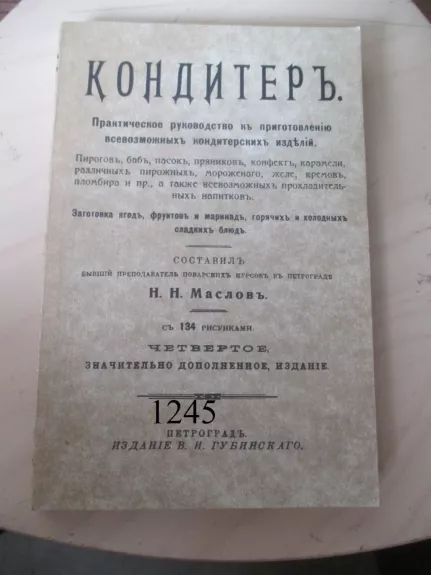 КОНДИТЕРЪ.
Практическое руководство къ приготовленію
всевозможныхъ кондитерскихъ издѣлій.
Пироговъ, бабъ, пасокъ, пряниковъ, конфектъ, карамели,
различныхъ пирожныхъ, мороженаго, желе, кремовъ,
пломбира и пр., а также всевозможныхъ прохладитель-
ныхъ напитковъ.
Заготовка ягодъ, фруктовъ и маринадъ, горячихъ и холодныхъ
сладкихъ блюдъ.
СОСТАВИЛЪ
БЫВШІЙ ПРЕПОДАВАТЕЛЬ ПОВАРСКИХЪ КУРСОВЪ ВЪ ПЕТРОГРАДѢ
Н. Н. Масловъ.
СЪ 134 РИСУНКАМИ.
ЧЕТВЕРТОЕ,
ЗНАЧИТЕЛЬНО ДОПОЛНЕННОЕ, ИЗДАНІЕ.
1245
ПЕТРОГРАДЪ.
ИЗДАНІЕ В. И. ГУБИНСКАГО.